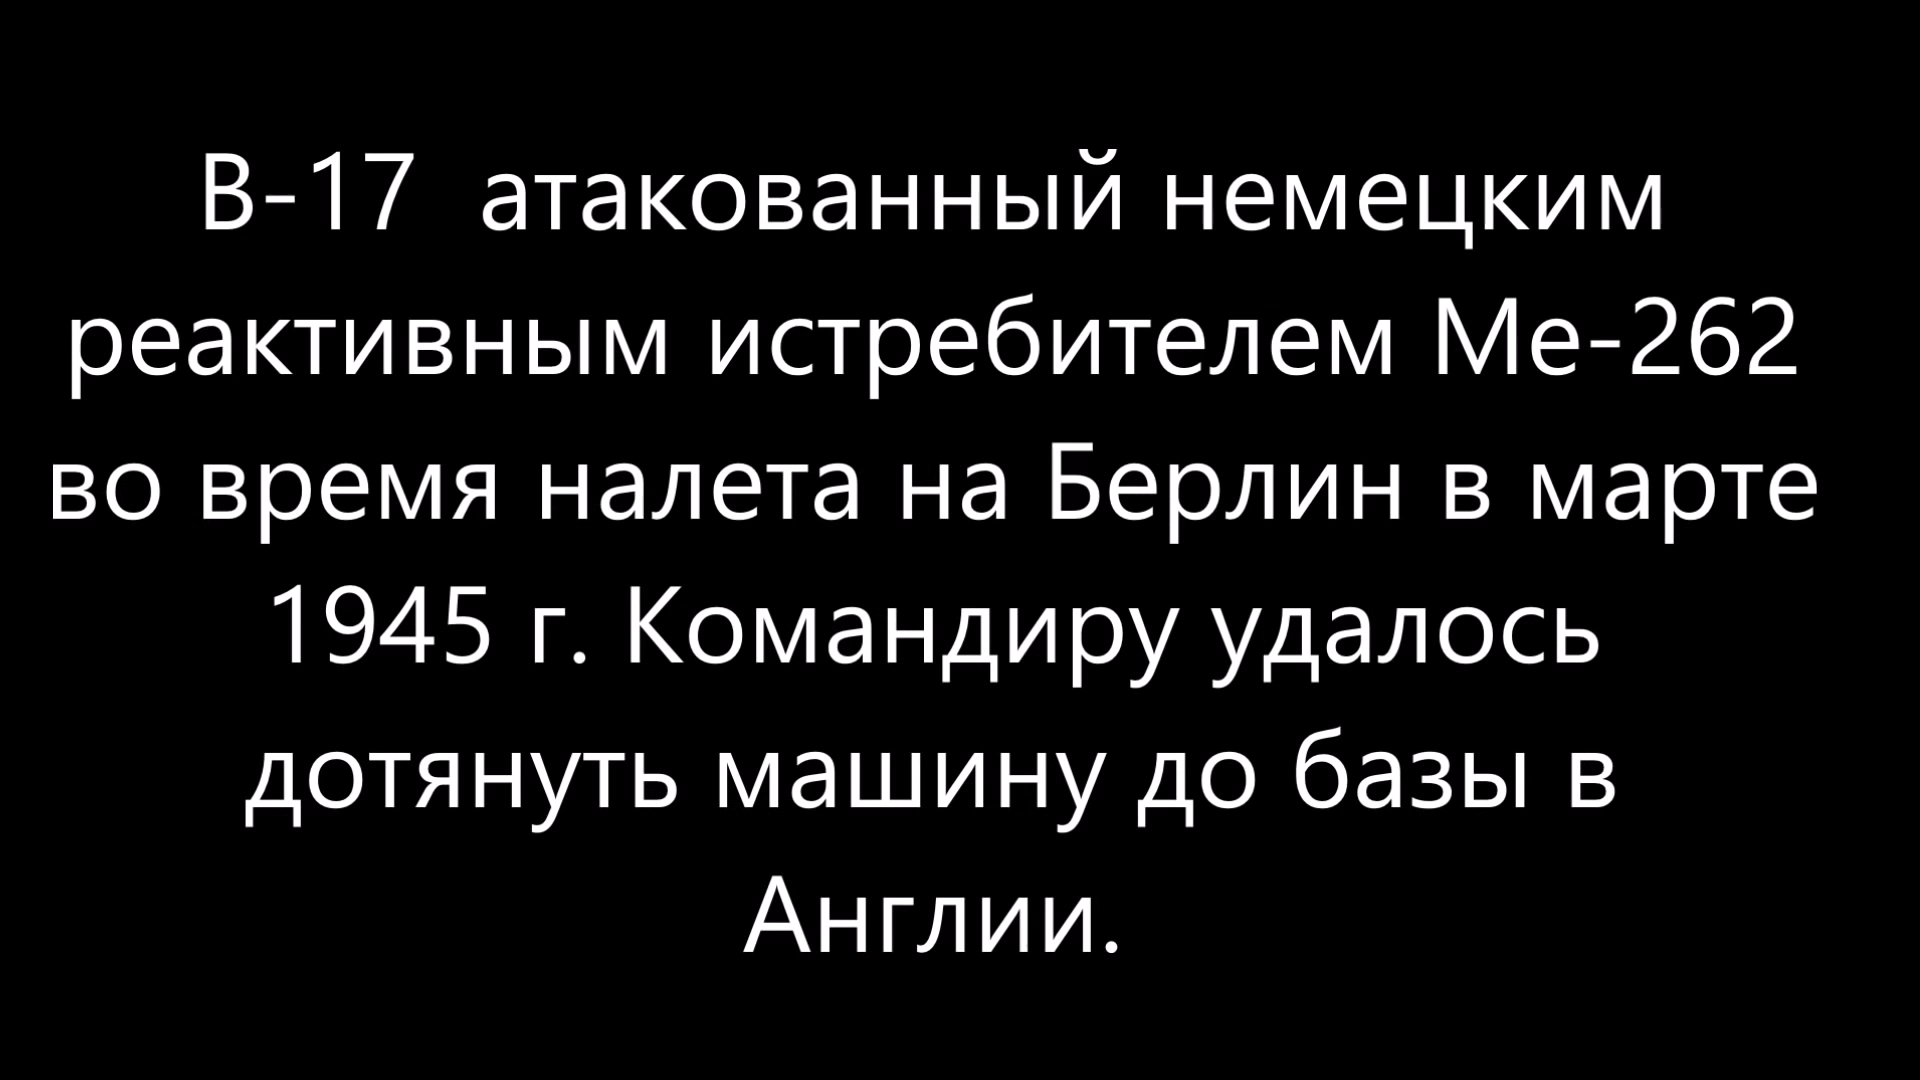 В-17  атакованный немецким
реактивным истребителем Ме-262
во время налета на Берлин в марте
1945 г. Командиру удалось
дотянуть машину до базы в
Англии.